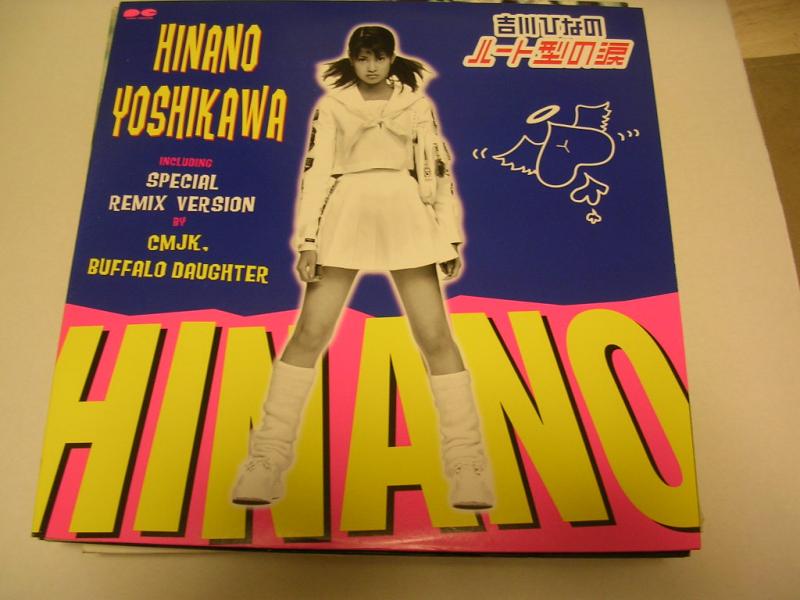 HINANO
YOSHIKAWA
INCLUDING
SPECIAL
REMIX VERSION
BY
CMJK,
BUFFALO DAUGHTER
吉川ひなの
ハート型の涙
HINANO